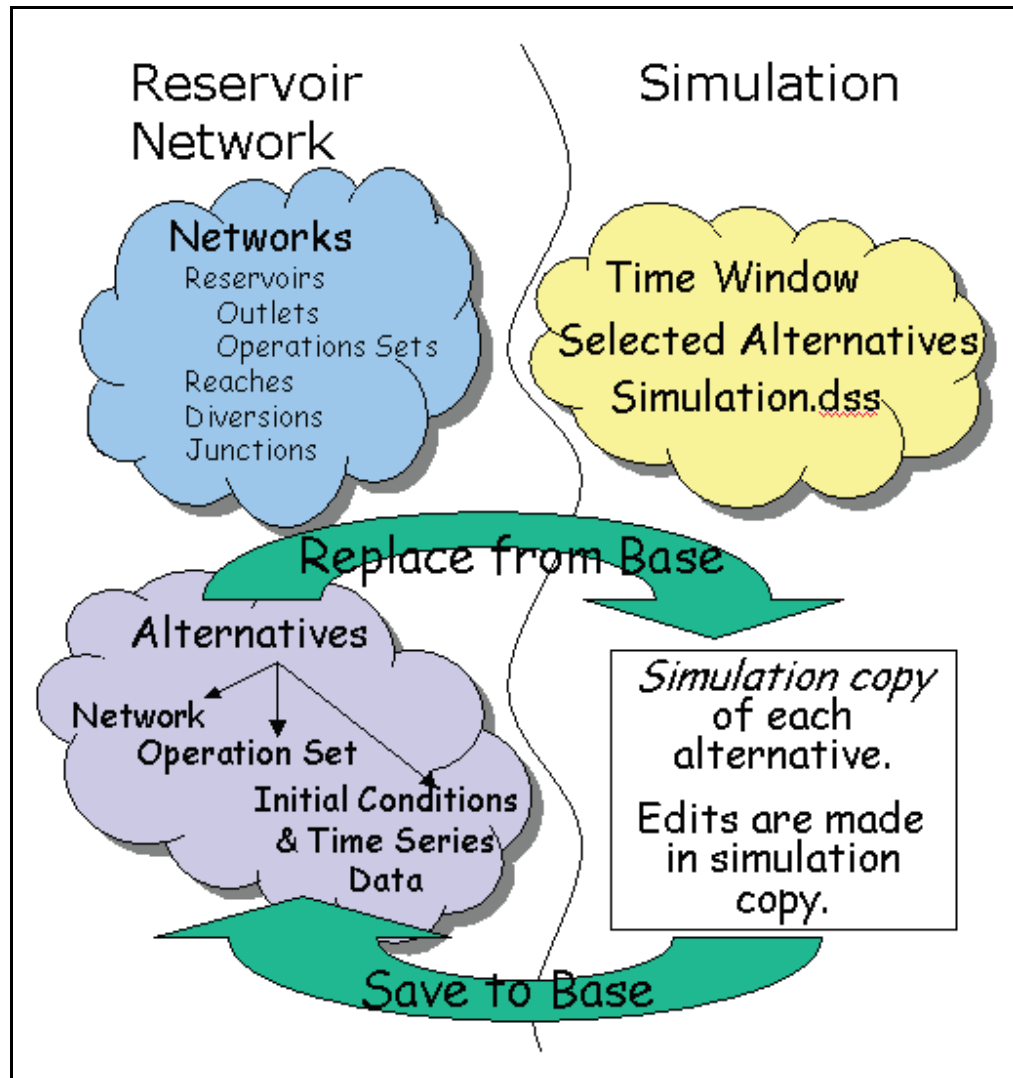 Reservoir
Network
Simulation
Networks
Reservoirs
Outlets
Operations Sets
Reaches
Diversions
Junctions
Time Window
Selected Alternatives
Simulation.dss
Replace from Base
Alternatives
Network
Operation Set
Initial Conditions
& Time Series
Data
Simulation copy
of each
alternative.
Edits are made
in simulation
copy.
Save to Base